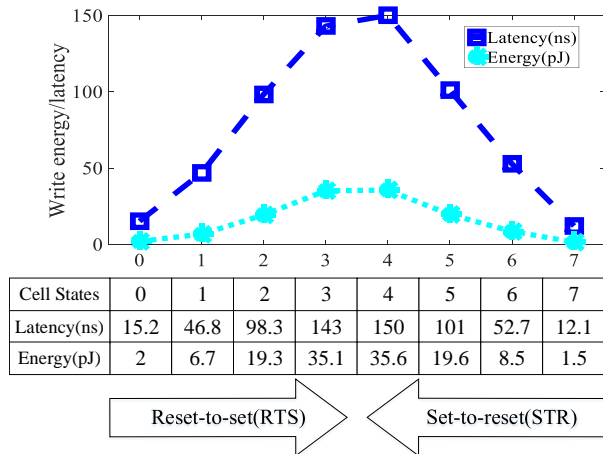 150
100
50
0
Write energy/latency
Latency(ns)
Energy(pJ)
0 1 2 3 4 5 6 7
Cell States 0 1 2 3 4 5 6 7
Latency(ns) 15.2 46.8 98.3 143 150 101 52.7 12.1
Energy(pJ) 2 6.7 19.3 35.1 35.6 19.6 8.5 1.5
Reset-to-set(RTS) Set-to-reset(STR)